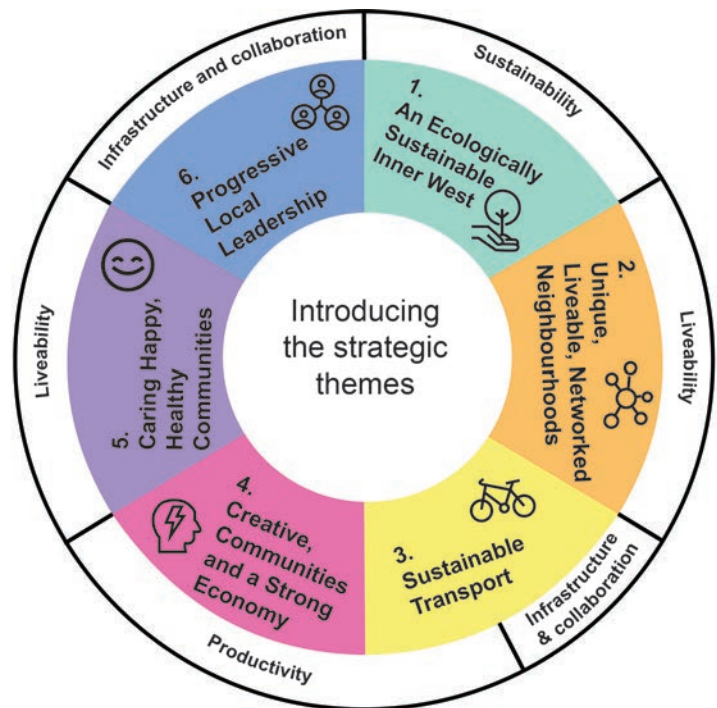 Introducing
the strategic
themes
Sustainability
1.
An Ecologically
Sustainable
Inner West
Liveability
2.
Unique,
Liveable, Networked
Neighbourhoods
Infrastructure
& collaboration
3.
Sustainable
Transport
Productivity
4.
Creative,
Communities
and a Strong
Economy
Liveability
5.
Caring Happy,
Healthy
Communities
Infrastructure and collaboration
6.
Progressive
Local
Leadership